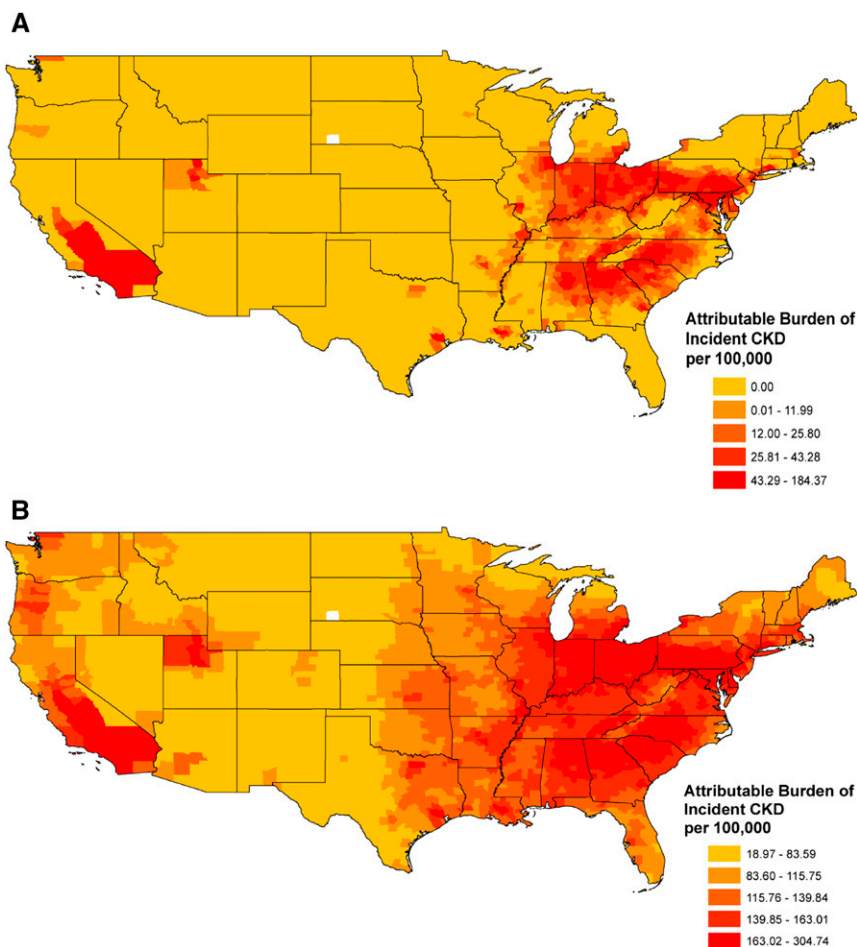 A
Attributable Burden of
Incident CKD
per 100,000
0.00
0.01 - 11.99
12.00 - 25.80
25.81 - 43.28
43.29 - 184.37
B
Attributable Burden of
Incident CKD
per 100,000
18.97 - 83.59
83.60 - 115.75
115.76 - 139.84
139.85 - 163.01
163.02 - 304.74